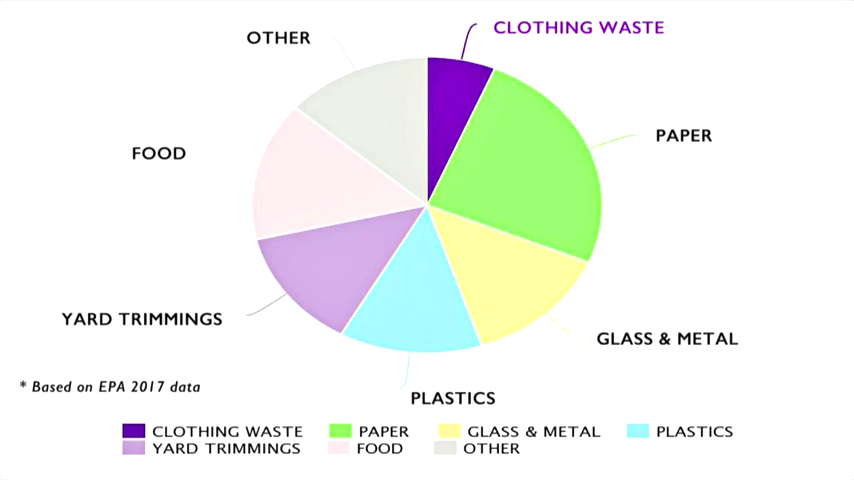 CLOTHING WASTE
OTHER
PAPER
FOOD
YARD TRIMMINGS
GLASS & METAL
* Based on EPA 2017 data
PLASTICS
CLOTHING WASTE PAPER GLASS & METAL PLASTICS
YARD TRIMMINGS FOOD OTHER